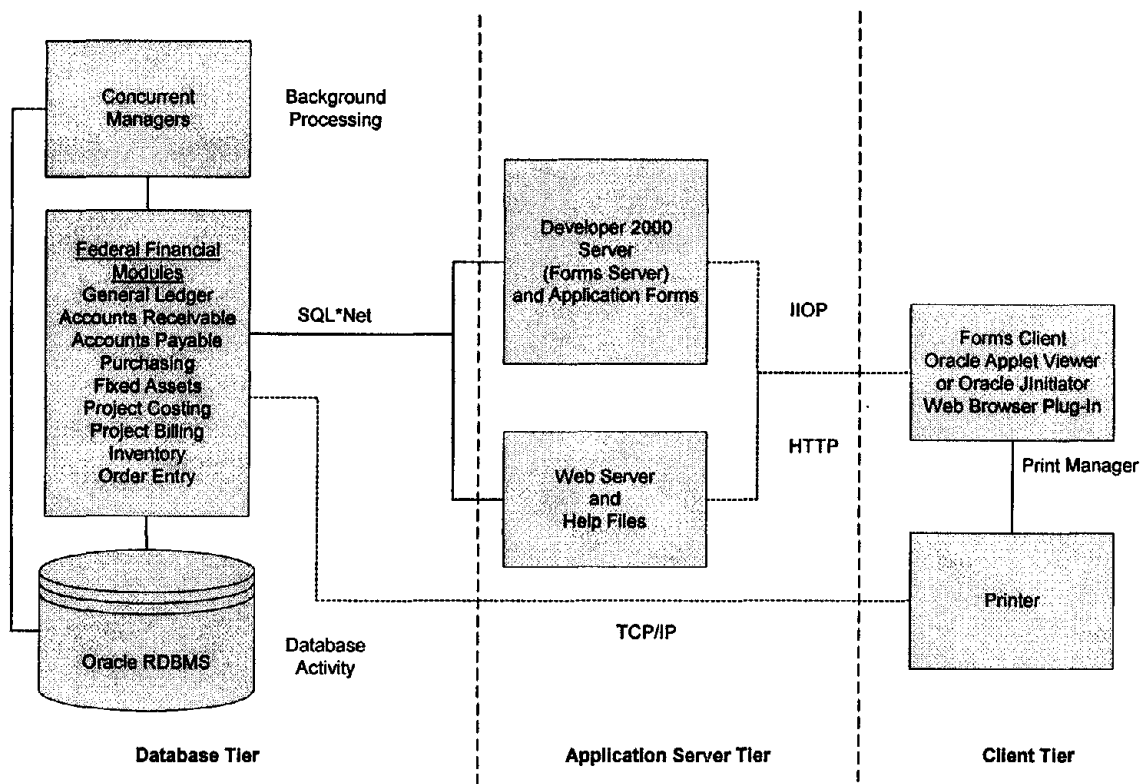 Concurrent
Managers
Background
Processing
Federal Financial
Modules
General Ledger
Accounts Receivable
Accounts Payable
Purchasing
Fixed Assets
Project Costing
Project Billing
Inventory
Order Entry
SQL*Net
Oracle RDBMS
Database
Activity
Database Tier
Developer 2000
Server
(Forms Server)
and Application Forms
Web Server
and
Help Files
IIOP
HTTP
TCP/IP
Application Server Tier
Forms Client
Oracle Applet Viewer
or Oracle JInitiator
Web Browser Plug-In
Print Manager
Printer
Client Tier